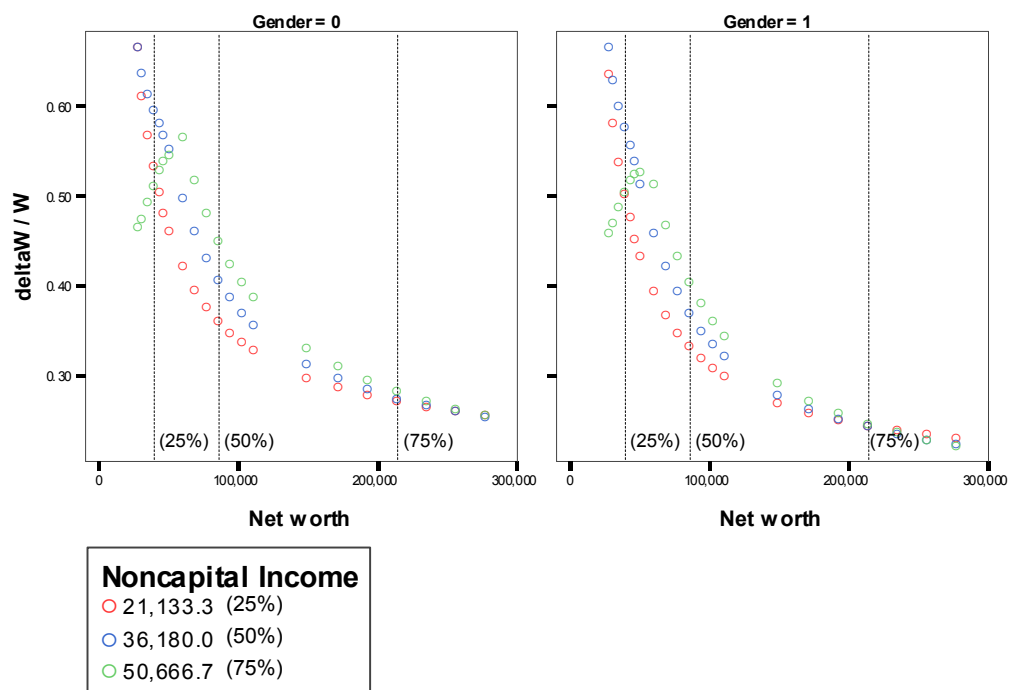 Gender = 0
Gender = 1
deltaW / W
0.60
0.50
0.40
0.30
(25%) (50%) (75%)
(25%) (50%) (75%)
0 100,000 200,000 300,000
0 100,000 200,000 300,000
Net worth
Net worth
Noncapital Income
21,133.3 (25%)
36,180.0 (50%)
50,666.7 (75%)